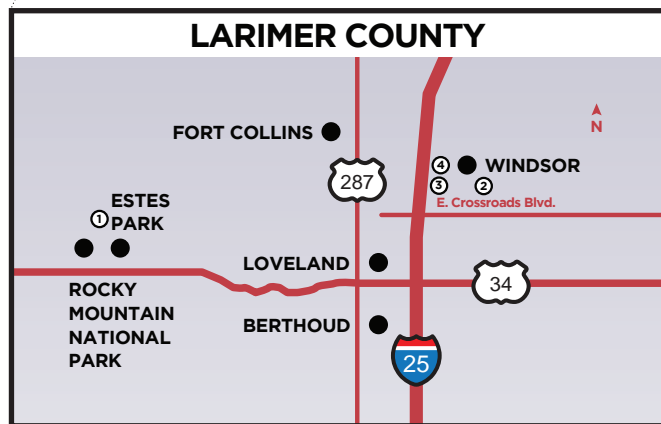 LARIMER COUNTY
FORT COLLINS
N
287
4
WINDSOR
3
2
E. Crossroads Blvd.
1
ESTES
PARK
LOVELAND
34
ROCKY
MOUNTAIN
NATIONAL
PARK
BERTHOUD
25